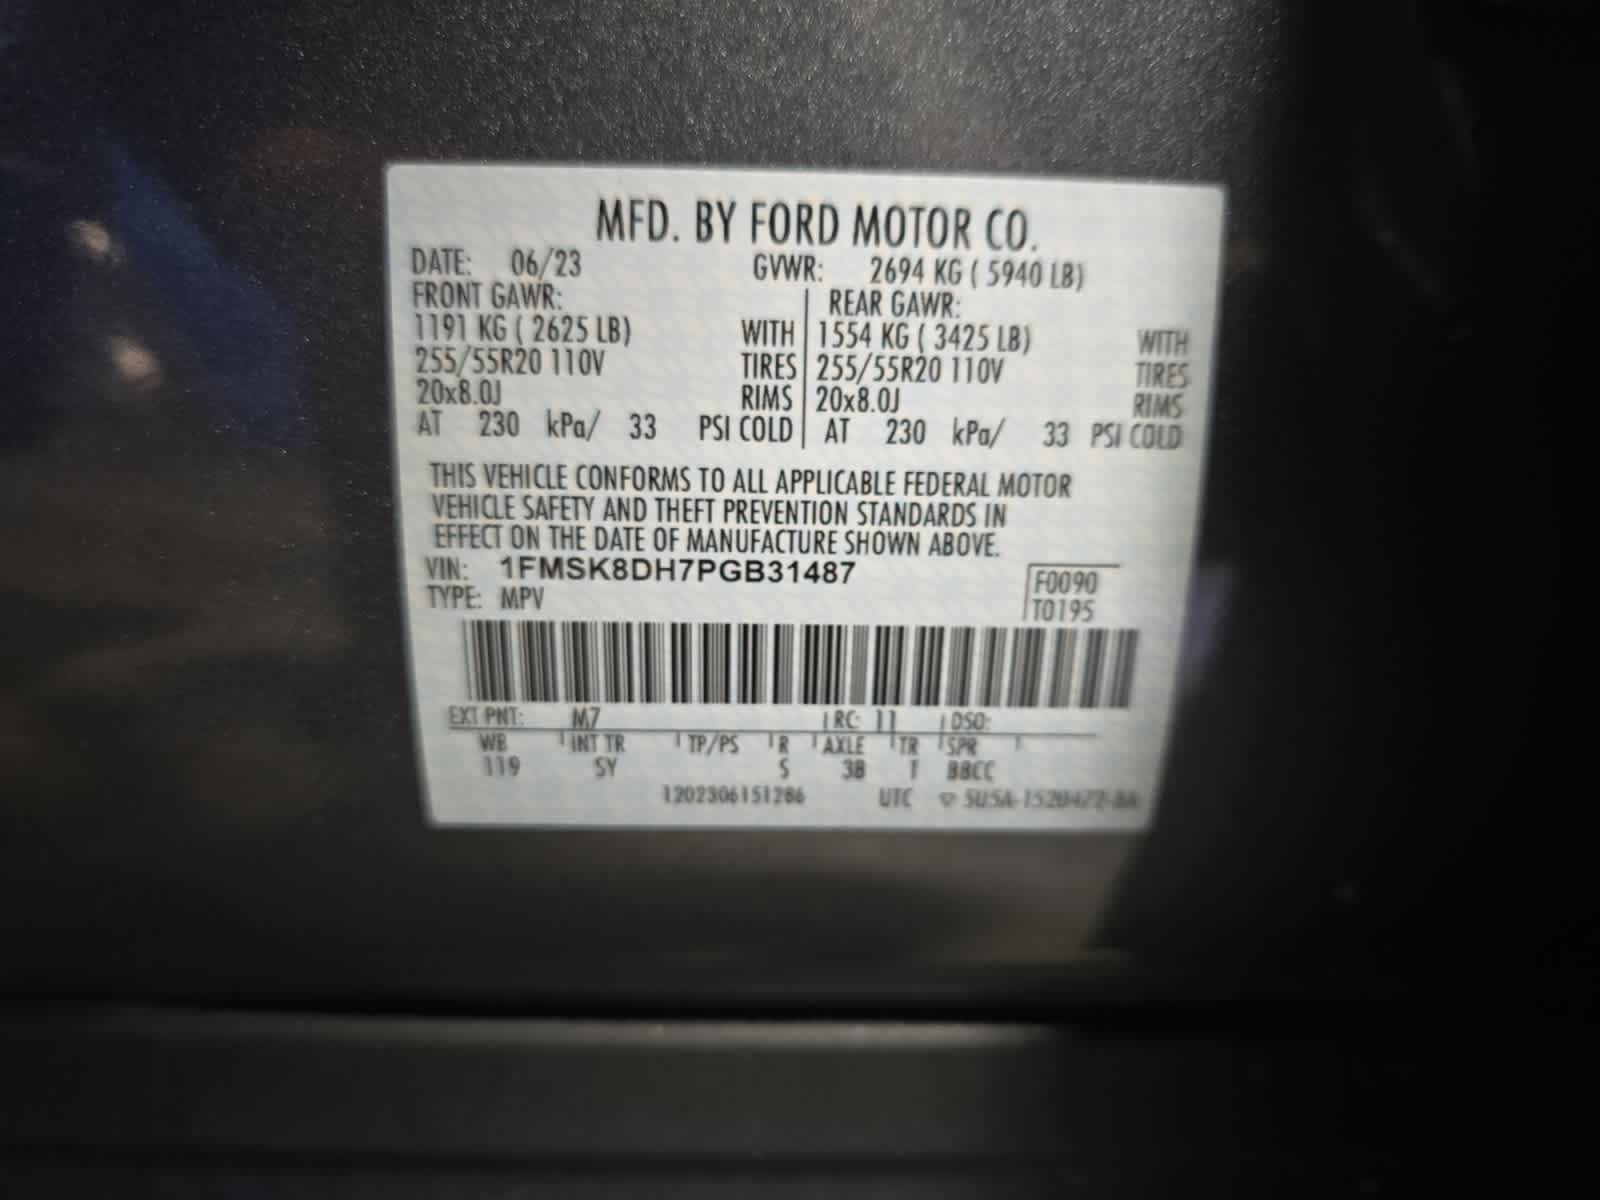 MFD. BY FORD MOTOR CO.
DATE: 06/23 GVWR: 2694 KG ( 5940 LB)
FRONT GAWR: REAR GAWR:
1191 KG ( 2625 LB) WITH 1554 KG ( 3425 LB) WITH
255/55R20 110V TIRES 255/55R20 110V TIRES
20x8.0J RIMS 20x8.0J RIMS
AT 230 kPa/ 33 PSI COLD AT 230 kPa/ 33 PSI COLD
THIS VEHICLE CONFORMS TO ALL APPLICABLE FEDERAL MOTOR
VEHICLE SAFETY AND THEFT PREVENTION STANDARDS IN
EFFECT ON THE DATE OF MANUFACTURE SHOWN ABOVE.
VIN: 1FMSK8DH7PGB31487
TYPE: MPV
F0090
T0195
EXT PNT: M7 RC: 11 DSO:
WB INT TR TP/PS R AXLE TR SPR
119 SY S 3B T BBCC
1202306151286 UTC